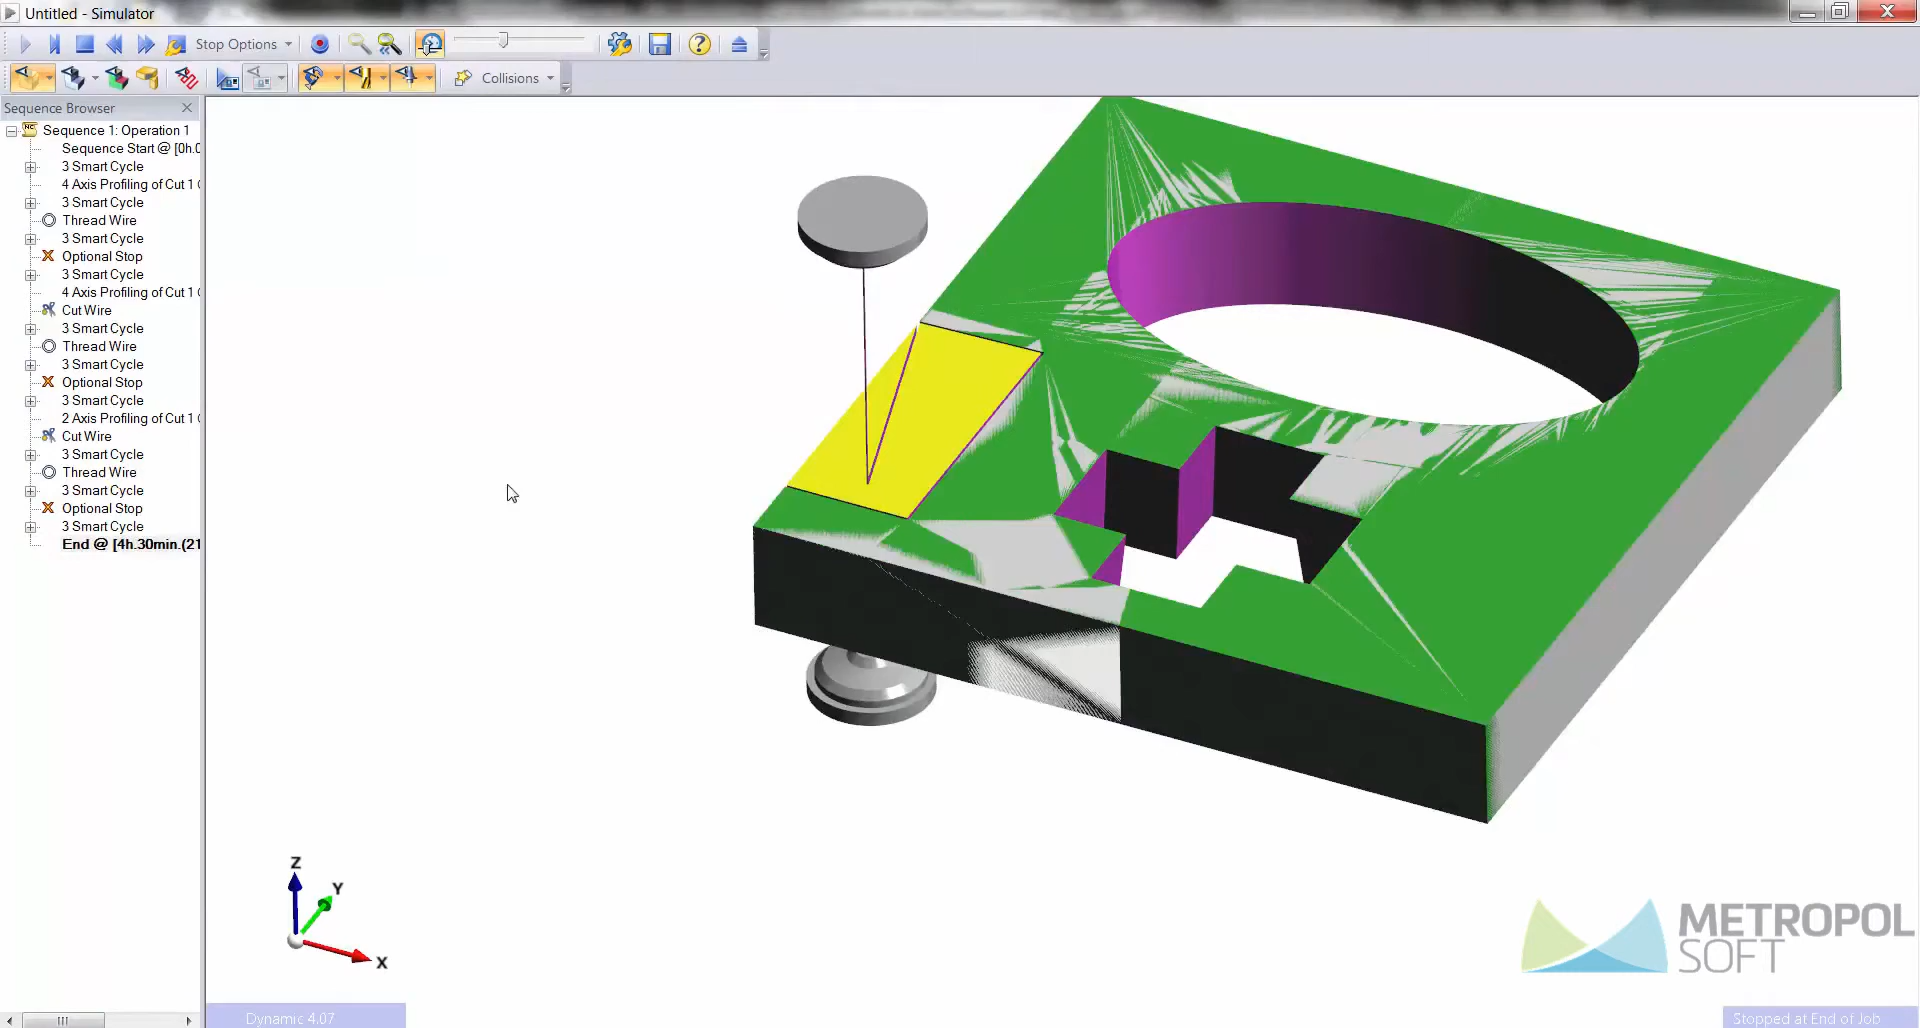 Untitled - Simulator
Stop Options
Collisions
Sequence Browser
Sequence 1: Operation 1
Sequence Start @ [0h.0
3 Smart Cycle
4 Axis Profiling of Cut 1
3 Smart Cycle
Thread Wire
3 Smart Cycle
Optional Stop
3 Smart Cycle
4 Axis Profiling of Cut 1
Cut Wire
3 Smart Cycle
Thread Wire
3 Smart Cycle
Optional Stop
3 Smart Cycle
2 Axis Profiling of Cut 1
Cut Wire
3 Smart Cycle
Thread Wire
3 Smart Cycle
Optional Stop
3 Smart Cycle
End @ [4h.30min.(21
Z
Y
X
METROPOL
SOFT
Dynamic 4.07
Stopped at End of Job